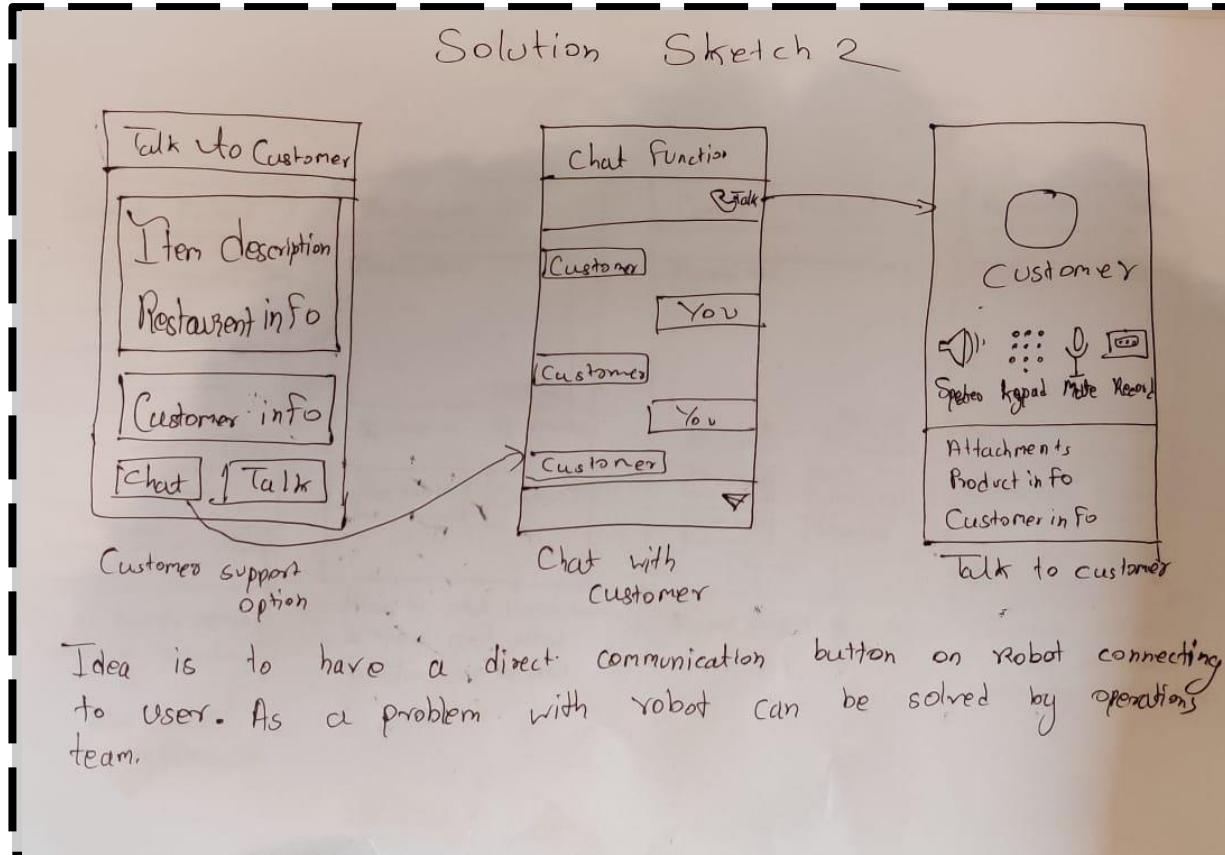 Solution Sketch 2
Talk to Customer
Item description
Restaurent info
Customer info
Chat
Talk
Customer support
option
Chat Function
Talk
Customer
You
Customer
You
Customer
Chat with
Customer
Customer
Keypad
Mute
Record
Attachments
Product info
Customer info
Talk to customer
Idea is to have a direct communication button on Robot connecting
to user. As a problem with robot can be solved by operations
team.